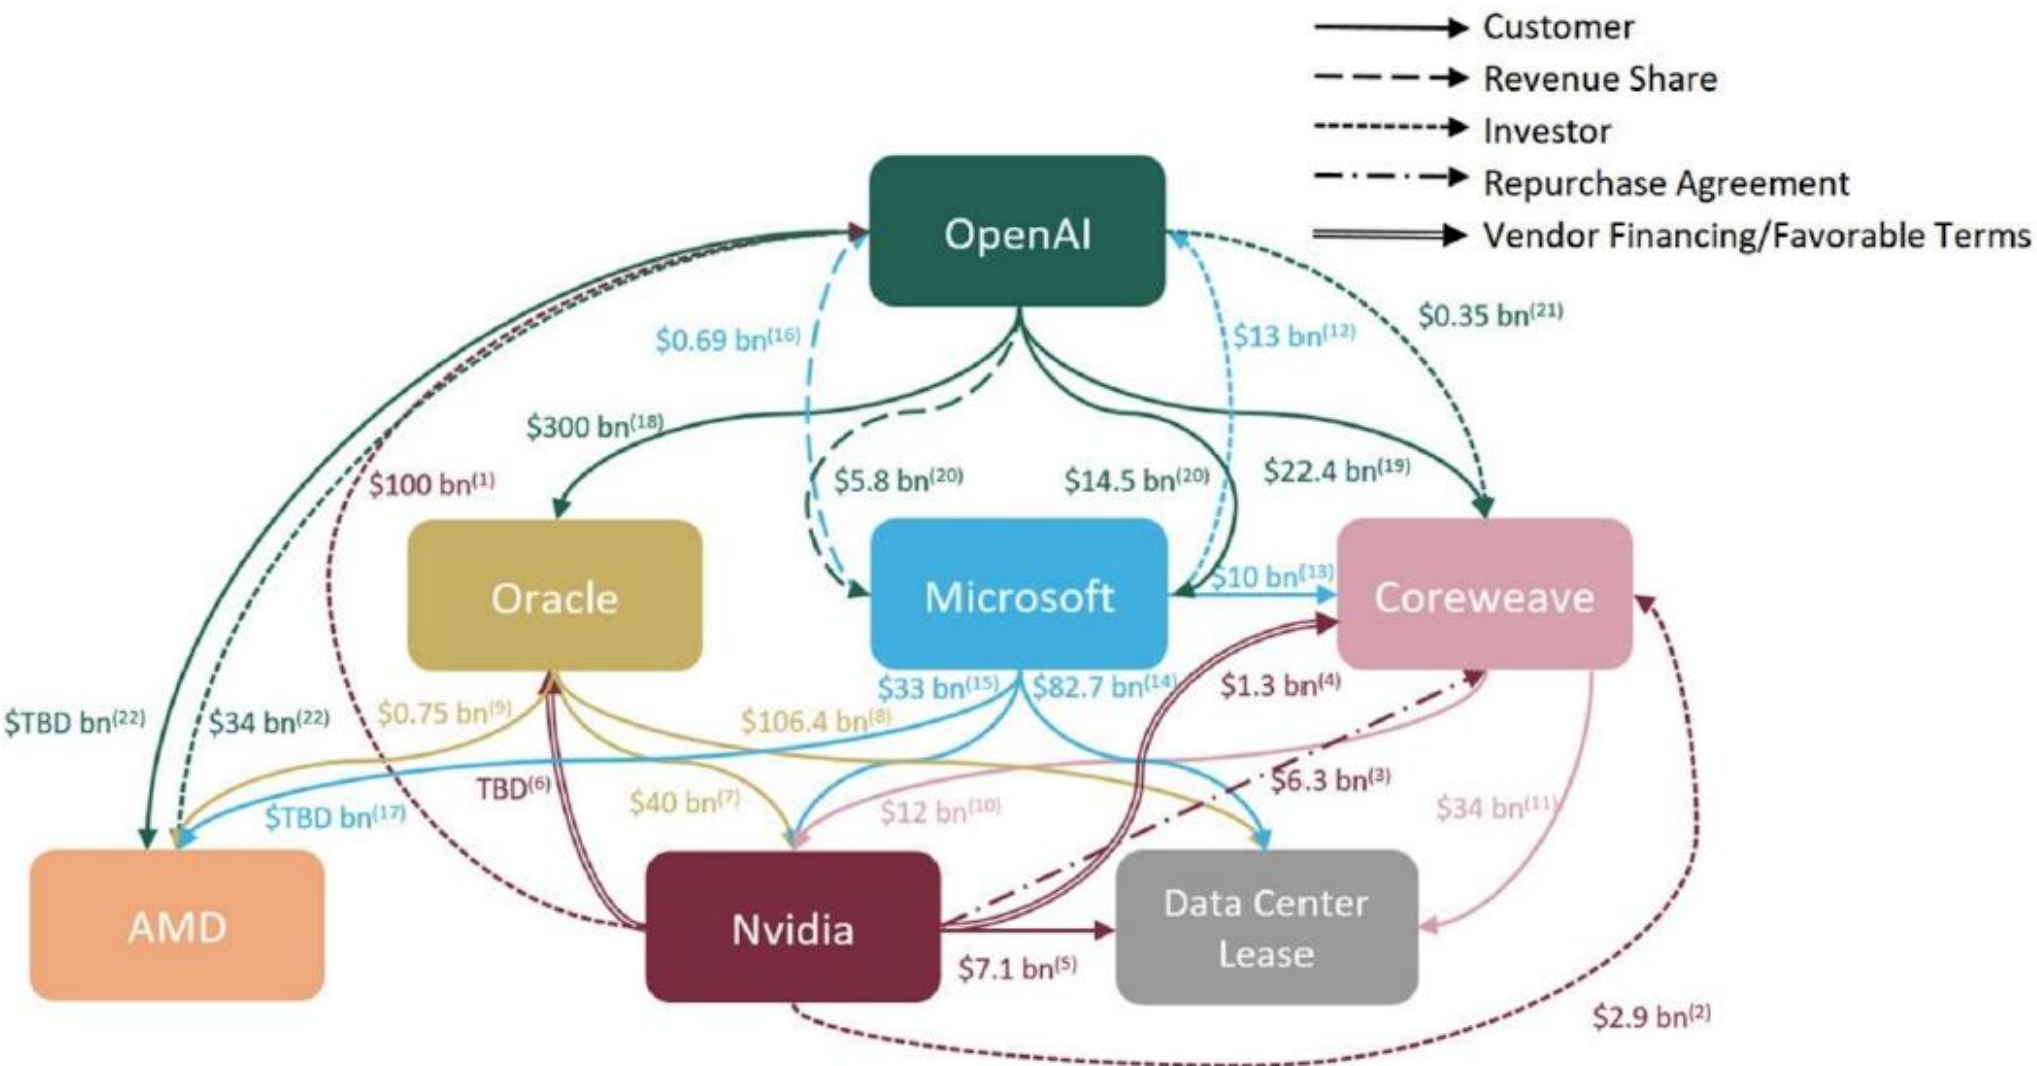 Customer
Revenue Share
Investor
Repurchase Agreement
Vendor Financing/Favorable Terms
OpenAI
$0.35 bn(21)
$0.69 bn(16)
$13 bn(12)
$300 bn(18)
$100 bn(1)
$5.8 bn(20)
$14.5 bn(20)
$22.4 bn(19)
Oracle
Microsoft
$10 bn(13)
Coreweave
$TBD bn(22)
$34 bn(22)
$0.75 bn(9)
$106.4 bn(8)
$33 bn(15)
$82.7 bn(14)
$1.3 bn(4)
TBD(6)
$40 bn(7)
$12 bn(10)
$6.3 bn(3)
$34 bn(11)
$TBD bn(17)
AMD
Nvidia
Data Center
Lease
$7.1 bn(5)
$2.9 bn(2)